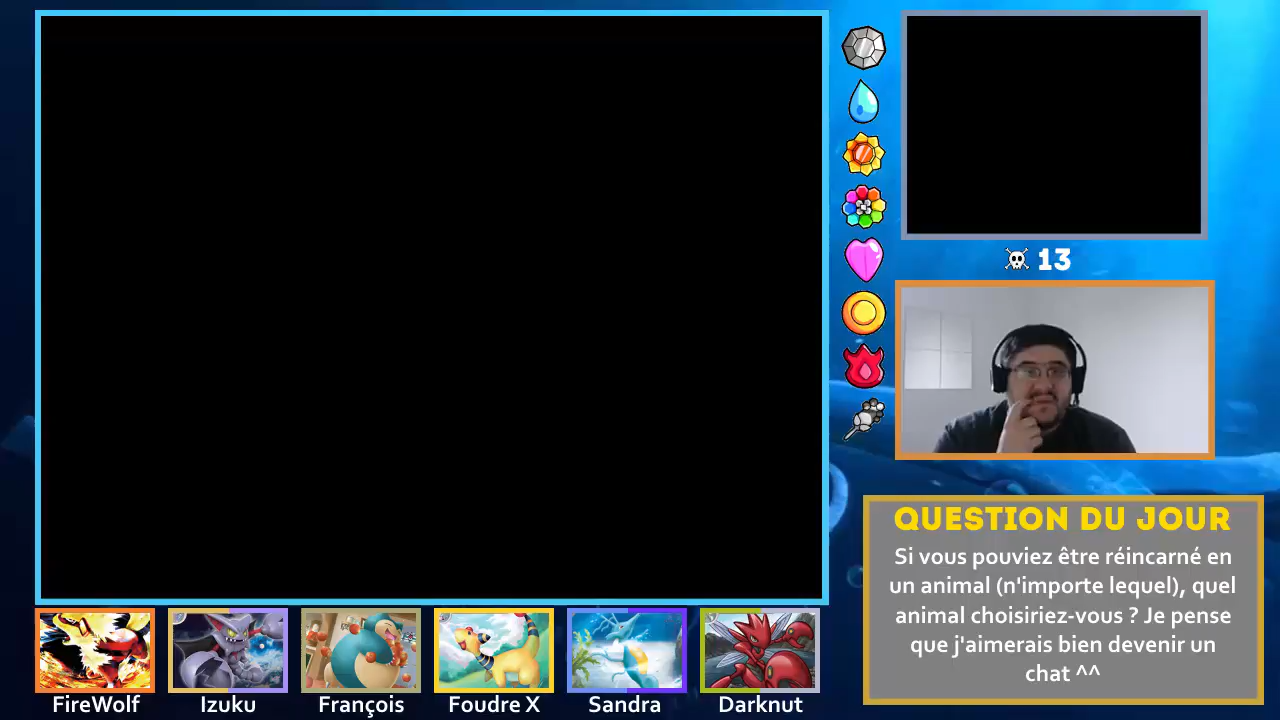 13
QUESTION DU JOUR
Si vous pouviez être réincarné en
un animal (n'importe lequel), quel
animal choisiriez-vous ? Je pense
que j'aimerais bien devenir un
chat ^^
FireWolf
Izuku
François
Foudre X
Sandra
Darknut